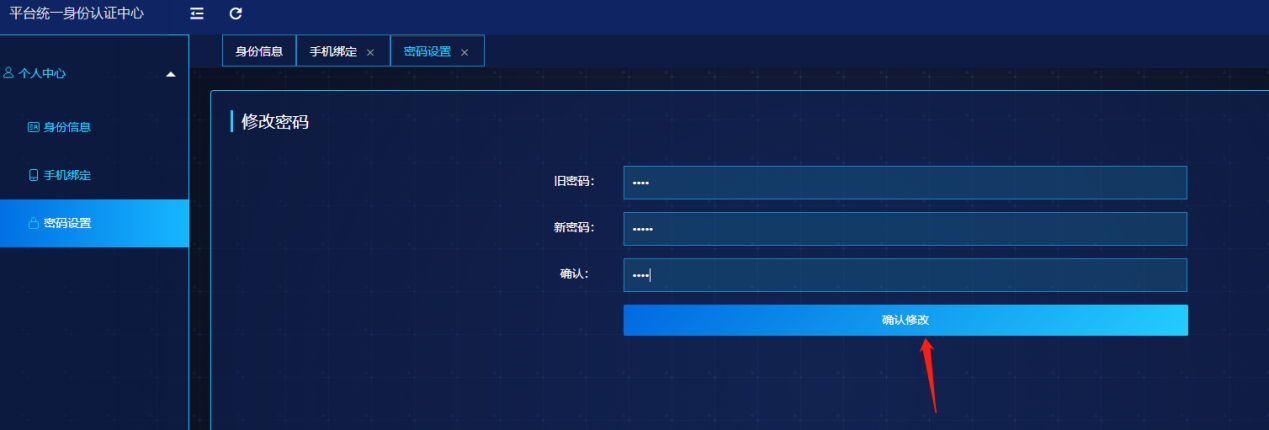 平台统一身份认证中心
身份信息 手机绑定 × 密码设置 ×
个人中心
身份信息
手机绑定
密码设置
修改密码
旧密码： ••••
新密码： •••••
确认： ••••
确认修改